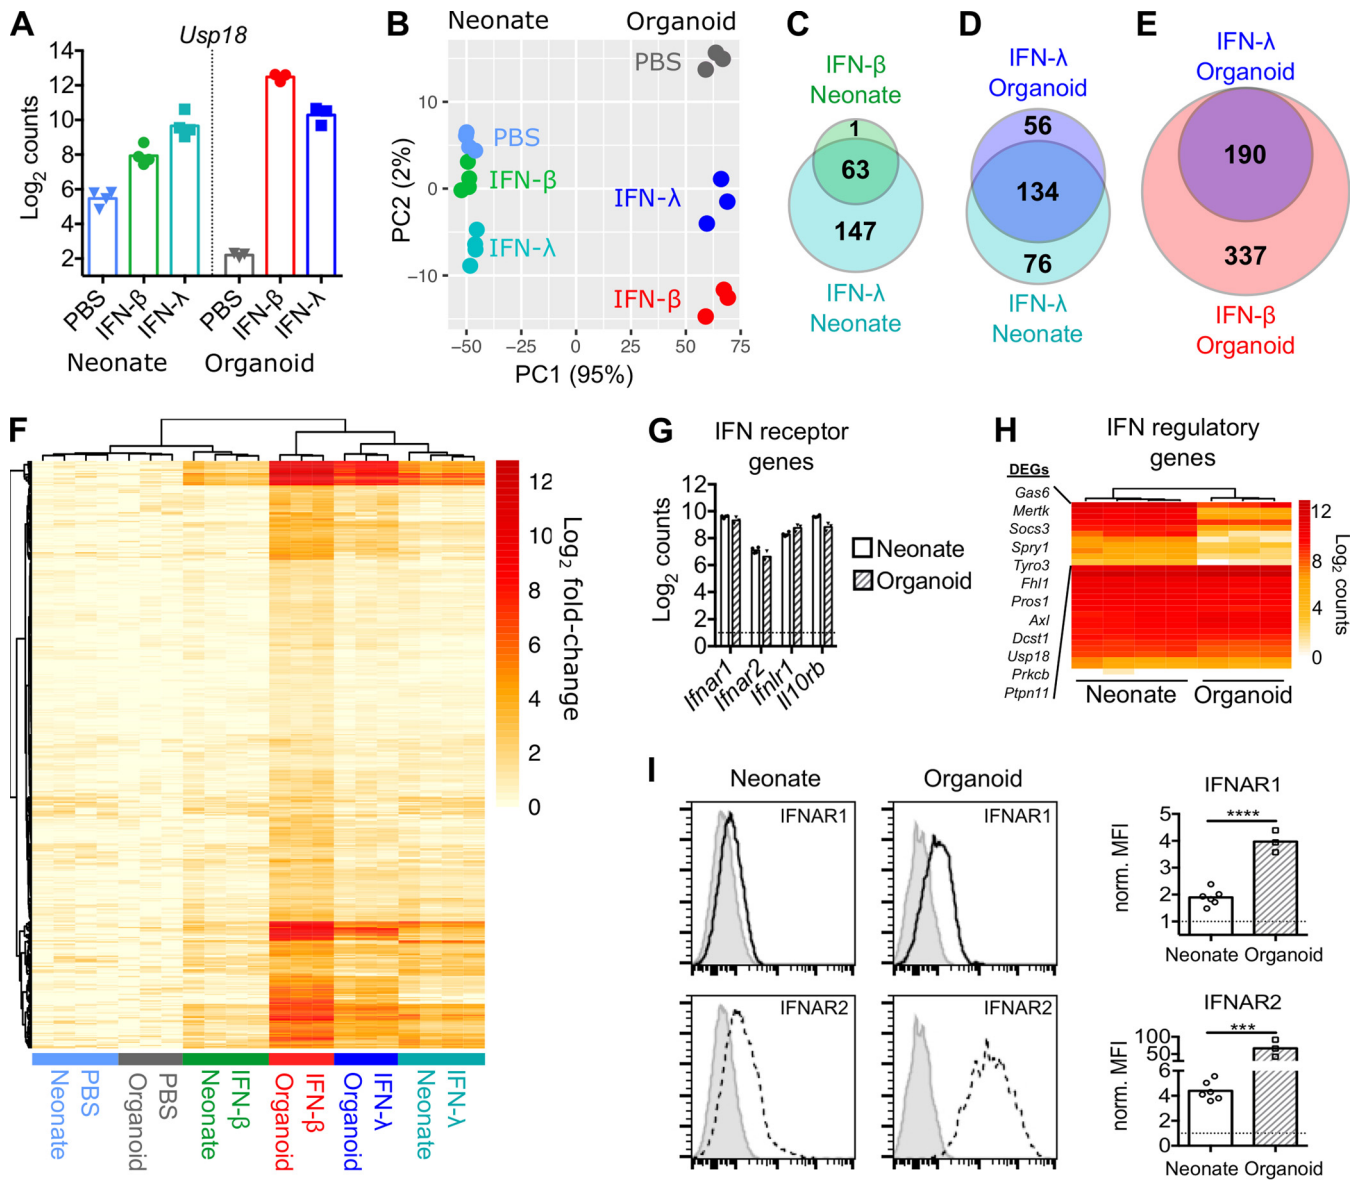 A
Usp18
Log2 counts
14
12
10
8
6
4
2
PBS
IFN-β
IFN-λ
PBS
IFN-β
IFN-λ
Neonate
Organoid
B
Neonate
Organoid
PC2 (2%)
10
0
−10
PBS
PBS
IFN-β
IFN-λ
IFN-λ
IFN-β
−50
−25
0
25
50
75
PC1 (95%)
C
IFN-β
Neonate
1
63
147
IFN-λ
Neonate
D
IFN-λ
Organoid
56
134
76
IFN-λ
Neonate
E
IFN-λ
Organoid
190
337
IFN-β
Organoid
F
12
10
8
6
4
2
0
Log2 fold-change
PBS
Neonate
PBS
Organoid
IFN-β
Neonate
IFN-β
Organoid
IFN-λ
Organoid
IFN-λ
Neonate
G
IFN receptor
genes
Log2 counts
12
10
8
6
4
2
0
Ifnar1
Ifnar2
Ifnlr1
Il10rb
Neonate
Organoid
H
IFN regulatory
genes
DEGs
Gas6
Mertk
Socs3
Spry1
Tyro3
Fhl1
Pros1
Axl
Dcst1
Usp18
Prkcb
Ptpn11
Neonate
Organoid
12
8
4
0
Log2 counts
I
Neonate
Organoid
IFNAR1
IFNAR1
IFNAR2
IFNAR2
IFNAR1
norm. MFI
5
4
3
2
1
****
Neonate Organoid
IFNAR2
norm. MFI
100
50
6
4
2
0
***
Neonate Organoid